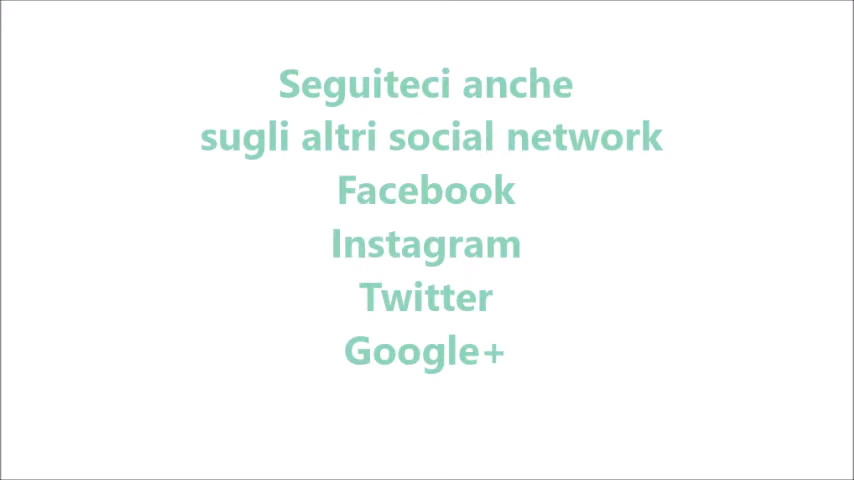 Seguiteci anche
sugli altri social network
Facebook
Instagram
Twitter
Google+